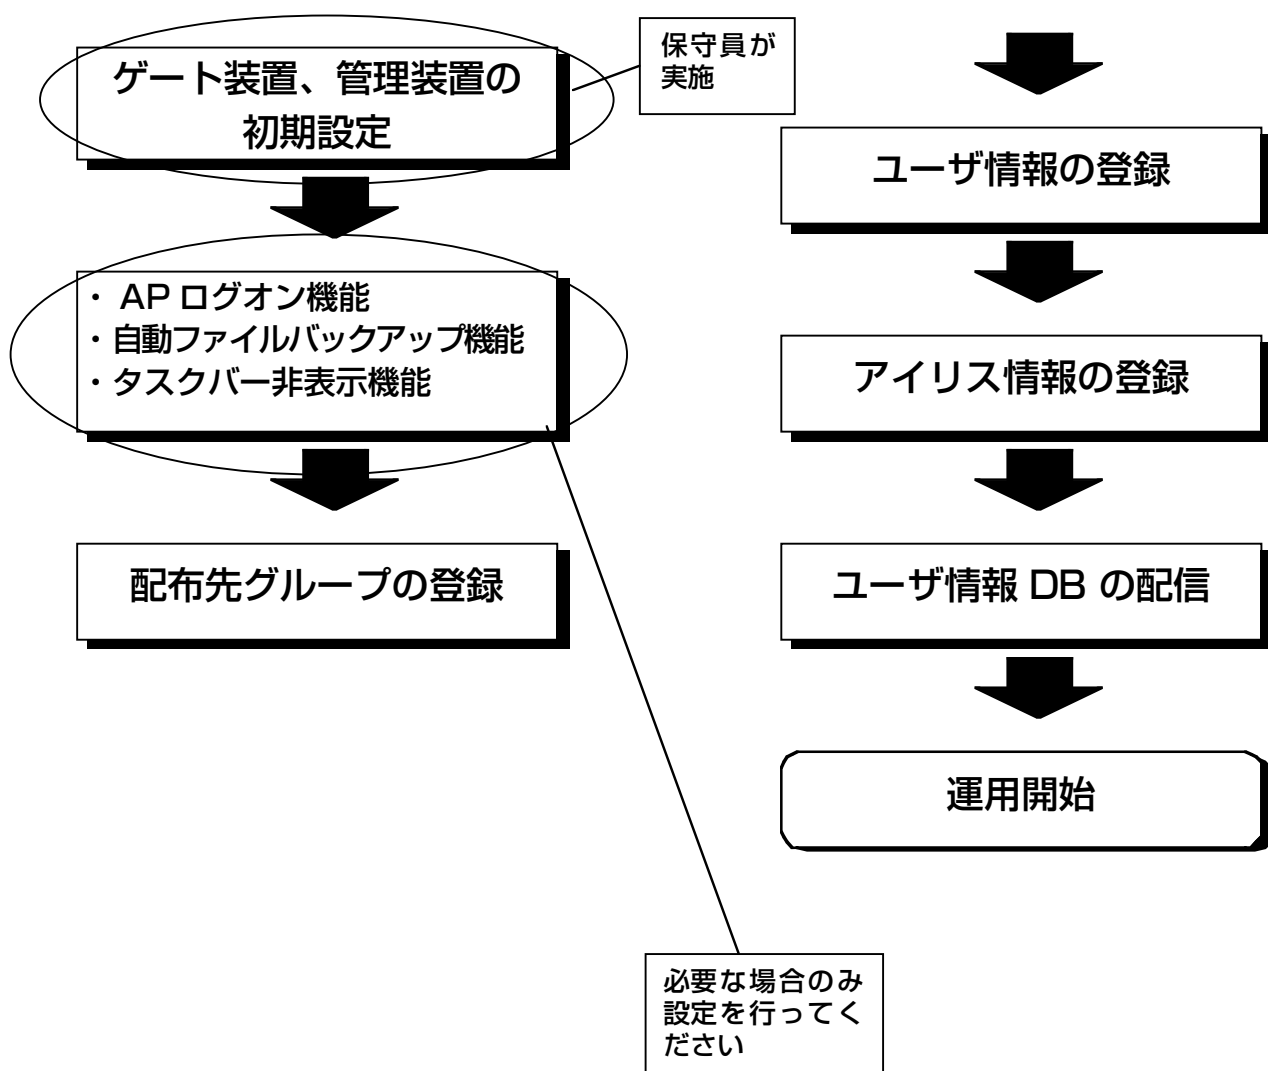 ゲート装置、管理装置の
初期設定
保守員が
実施
・ AP ログオン機能
・自動ファイルバックアップ機能
・タスクバー非表示機能
配布先グループの登録
必要な場合のみ
設定を行ってく
ださい
ユーザ情報の登録
アイリス情報の登録
ユーザ情報 DB の配信
運用開始